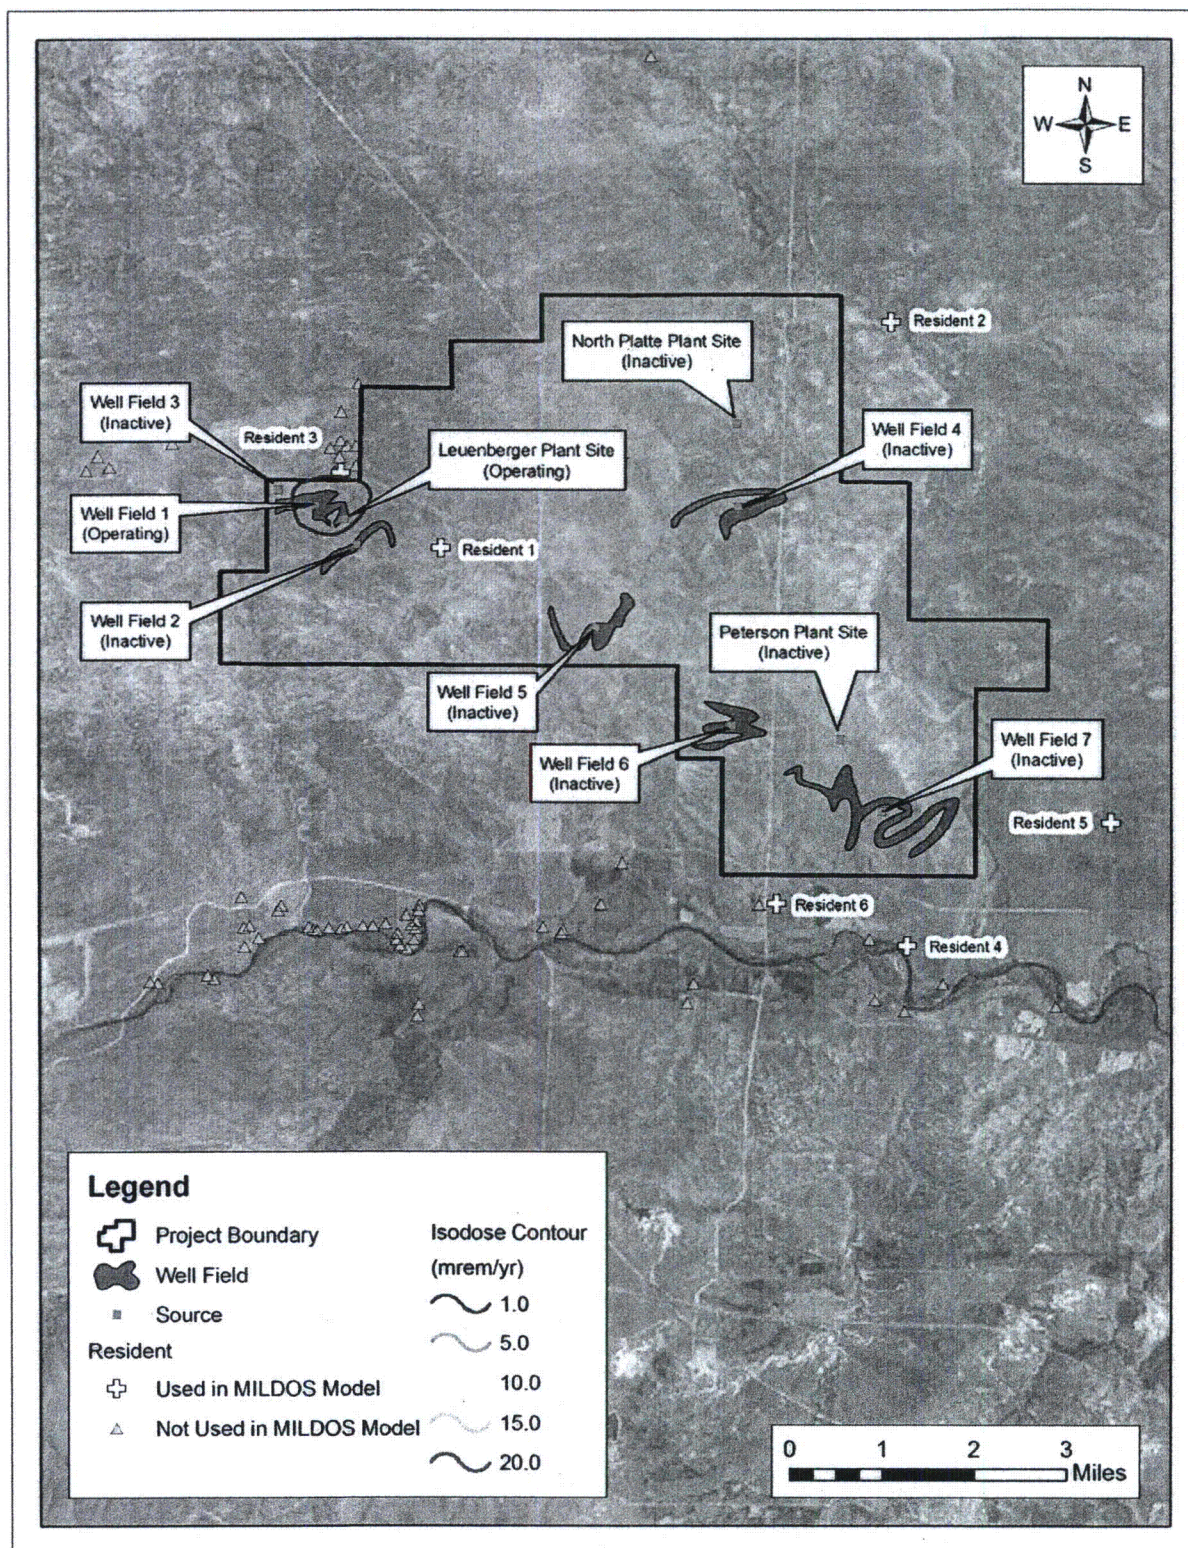 N
W E
S
Resident 2
North Platte Plant Site
(Inactive)
Well Field 3
(Inactive)
Resident 3
Leuenberger Plant Site
(Operating)
Well Field 4
(Inactive)
Well Field 1
(Operating)
Resident 1
Well Field 2
(Inactive)
Peterson Plant Site
(Inactive)
Well Field 5
(Inactive)
Well Field 6
(Inactive)
Well Field 7
(Inactive)
Resident 5
Resident 6
Resident 4
Legend
Project Boundary
Well Field
Source
Resident
Used in MILDOS Model
Not Used in MILDOS Model
Isodose Contour
(mrem/yr)
1.0
5.0
10.0
15.0
20.0
0 1 2 3
Miles